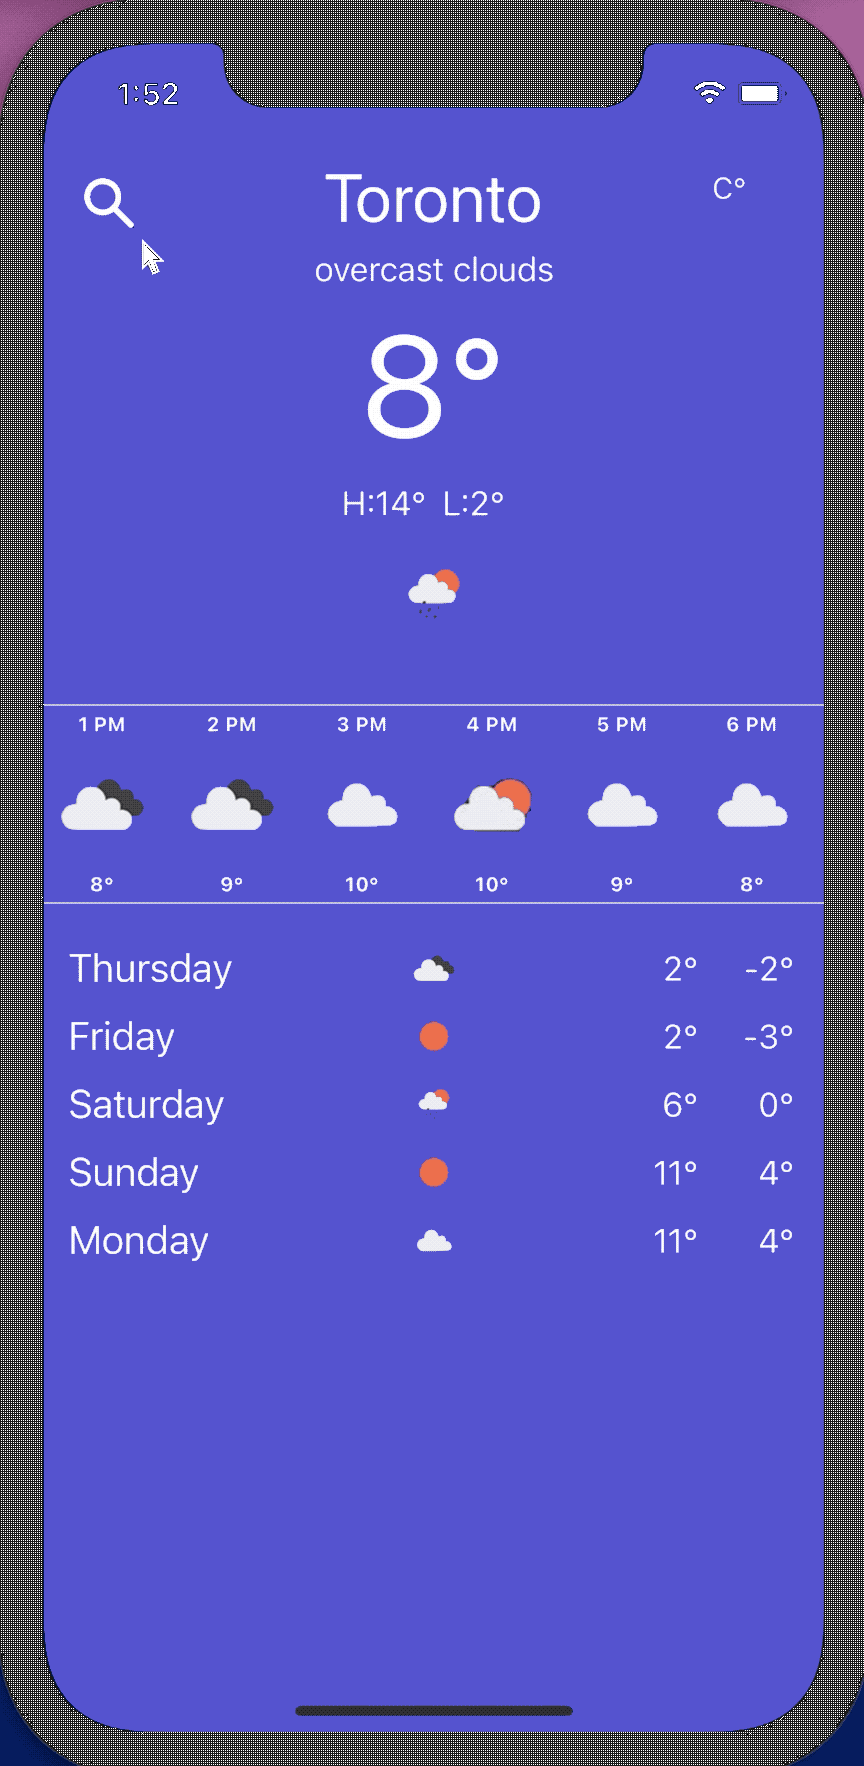 1:52
Toronto
C°
overcast clouds
8°
H:14° L:2°
1 PM 2 PM 3 PM 4 PM 5 PM 6 PM
8° 9° 10° 10° 9° 8°
Thursday 2° -2°
Friday 2° -3°
Saturday 6° 0°
Sunday 11° 4°
Monday 11° 4°